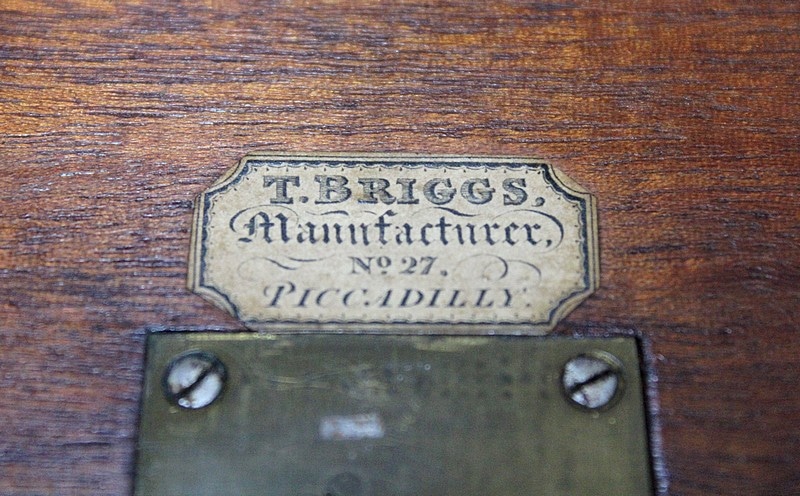 T. BRIGGS,
Manufacturer,
Nº 27,
PICCADILLY.